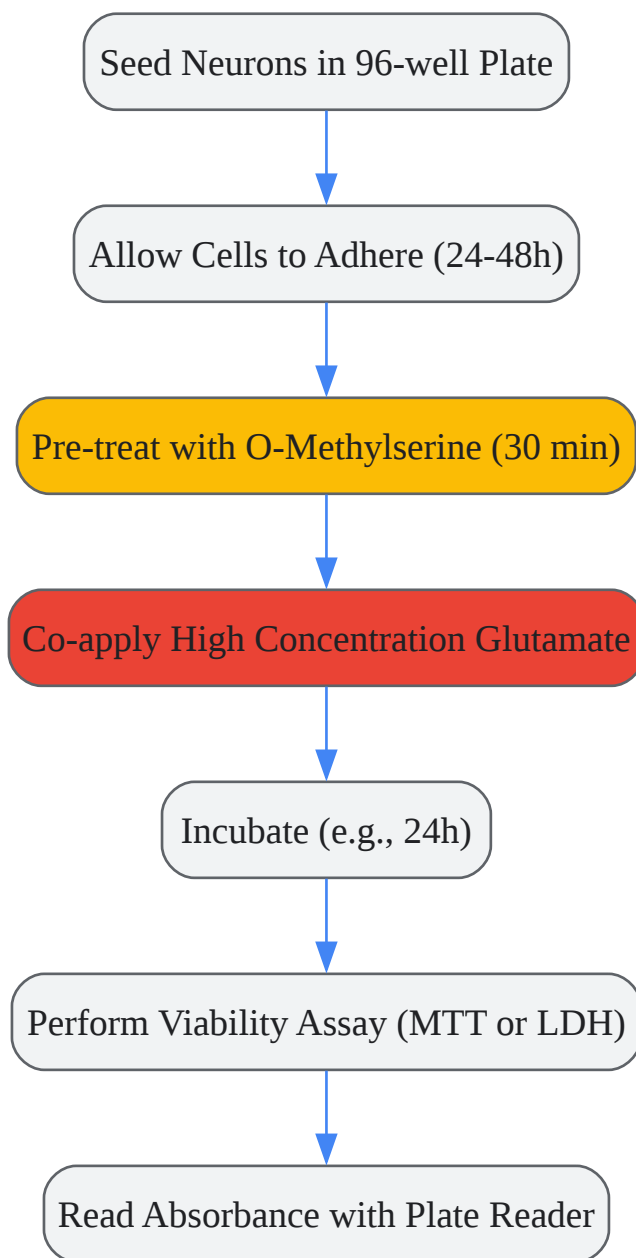 Seed Neurons in 96-well Plate
Allow Cells to Adhere (24-48h)
Pre-treat with O-Methylserine (30 min)
Co-apply High Concentration Glutamate
Incubate (e.g., 24h)
Perform Viability Assay (MTT or LDH)
Read Absorbance with Plate Reader